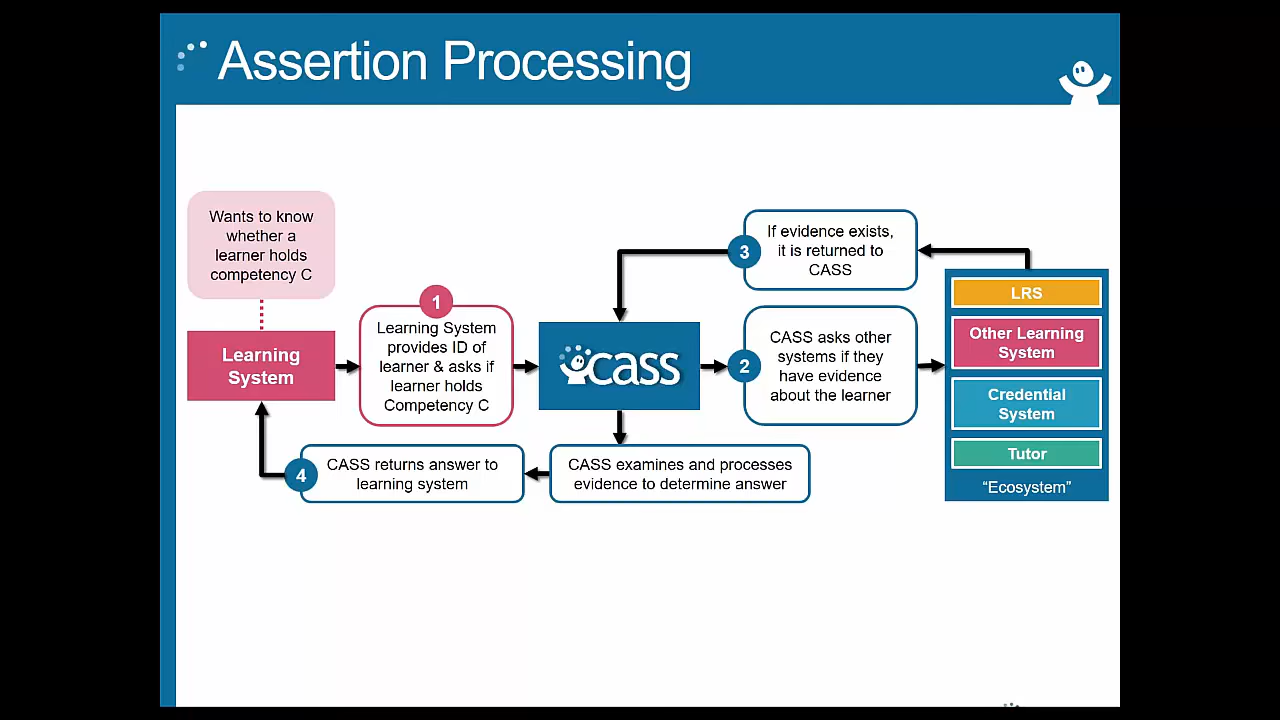 Assertion Processing
Wants to know
whether a
learner holds
competency C
Learning
System
1
Learning System
provides ID of
learner & asks if
learner holds
Competency C
cass
2
CASS asks other
systems if they
have evidence
about the learner
3
If evidence exists,
it is returned to
CASS
LRS
Other Learning
System
Credential
System
Tutor
“Ecosystem”
CASS examines and processes
evidence to determine answer
4
CASS returns answer to
learning system